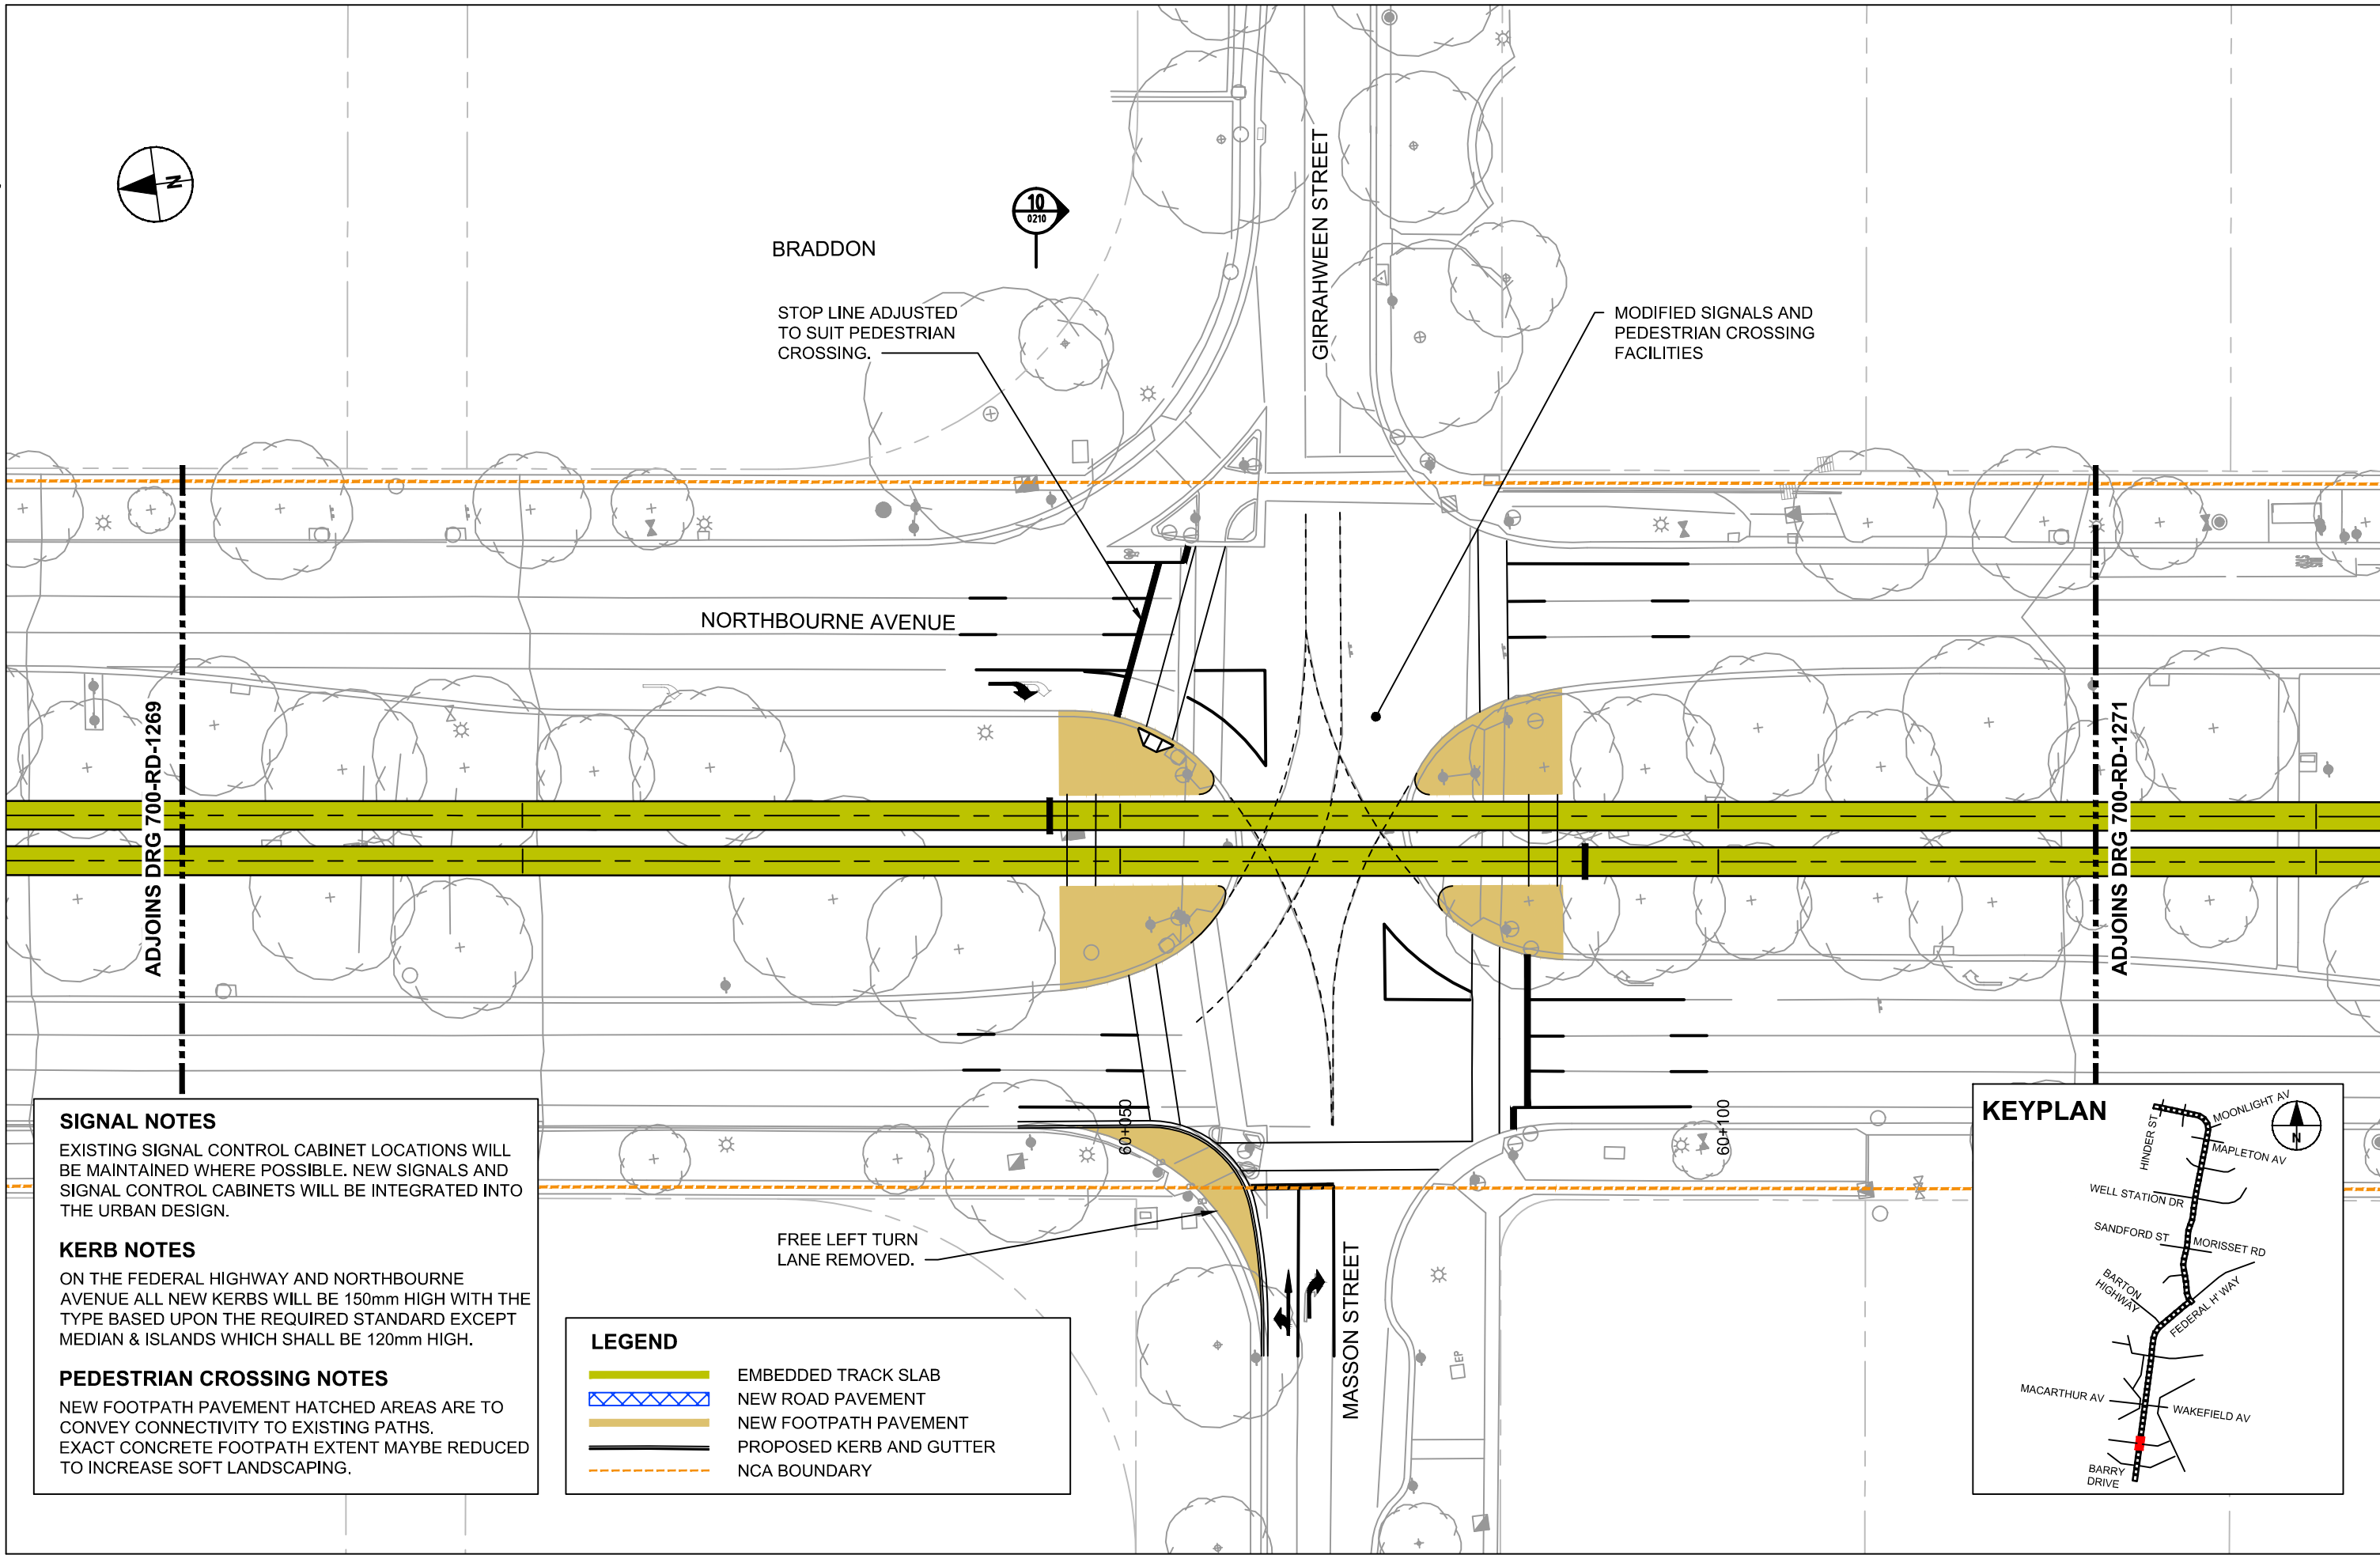 N
10
0210
BRADDON
STOP LINE ADJUSTED
TO SUIT PEDESTRIAN
CROSSING.
GIRRAHWEEN STREET
MODIFIED SIGNALS AND
PEDESTRIAN CROSSING
FACILITIES
NORTHBOURNE AVENUE
ADJOINS DRG 700-RD-1269
ADJOINS DRG 700-RD-1271
60+050
60+100
FREE LEFT TURN
LANE REMOVED.
MASSON STREET
EP
SIGNAL NOTES
EXISTING SIGNAL CONTROL CABINET LOCATIONS WILL
BE MAINTAINED WHERE POSSIBLE. NEW SIGNALS AND
SIGNAL CONTROL CABINETS WILL BE INTEGRATED INTO
THE URBAN DESIGN.
KERB NOTES
ON THE FEDERAL HIGHWAY AND NORTHBOURNE
AVENUE ALL NEW KERBS WILL BE 150mm HIGH WITH THE
TYPE BASED UPON THE REQUIRED STANDARD EXCEPT
MEDIAN & ISLANDS WHICH SHALL BE 120mm HIGH.
PEDESTRIAN CROSSING NOTES
NEW FOOTPATH PAVEMENT HATCHED AREAS ARE TO
CONVEY CONNECTIVITY TO EXISTING PATHS.
EXACT CONCRETE FOOTPATH EXTENT MAYBE REDUCED
TO INCREASE SOFT LANDSCAPING.
LEGEND
EMBEDDED TRACK SLAB
NEW ROAD PAVEMENT
NEW FOOTPATH PAVEMENT
PROPOSED KERB AND GUTTER
NCA BOUNDARY
KEYPLAN
N
HINDER ST
MOONLIGHT AV
MAPLETON AV
WELL STATION DR
SANDFORD ST
MORISSET RD
BARTON
HIGHWAY
FEDERAL H' WAY
MACARTHUR AV
WAKEFIELD AV
BARRY
DRIVE